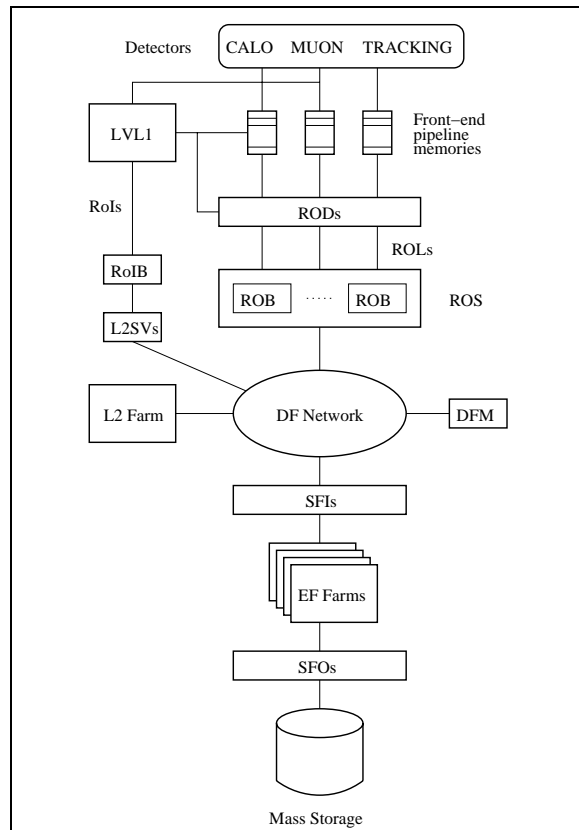 Detectors
CALO MUON TRACKING
LVL1
Front−end
pipeline
memories
RoIs
RODs
ROLs
RoIB
ROB ..... ROB
ROS
L2SVs
L2 Farm
DF Network
DFM
SFIs
EF Farms
SFOs
Mass Storage